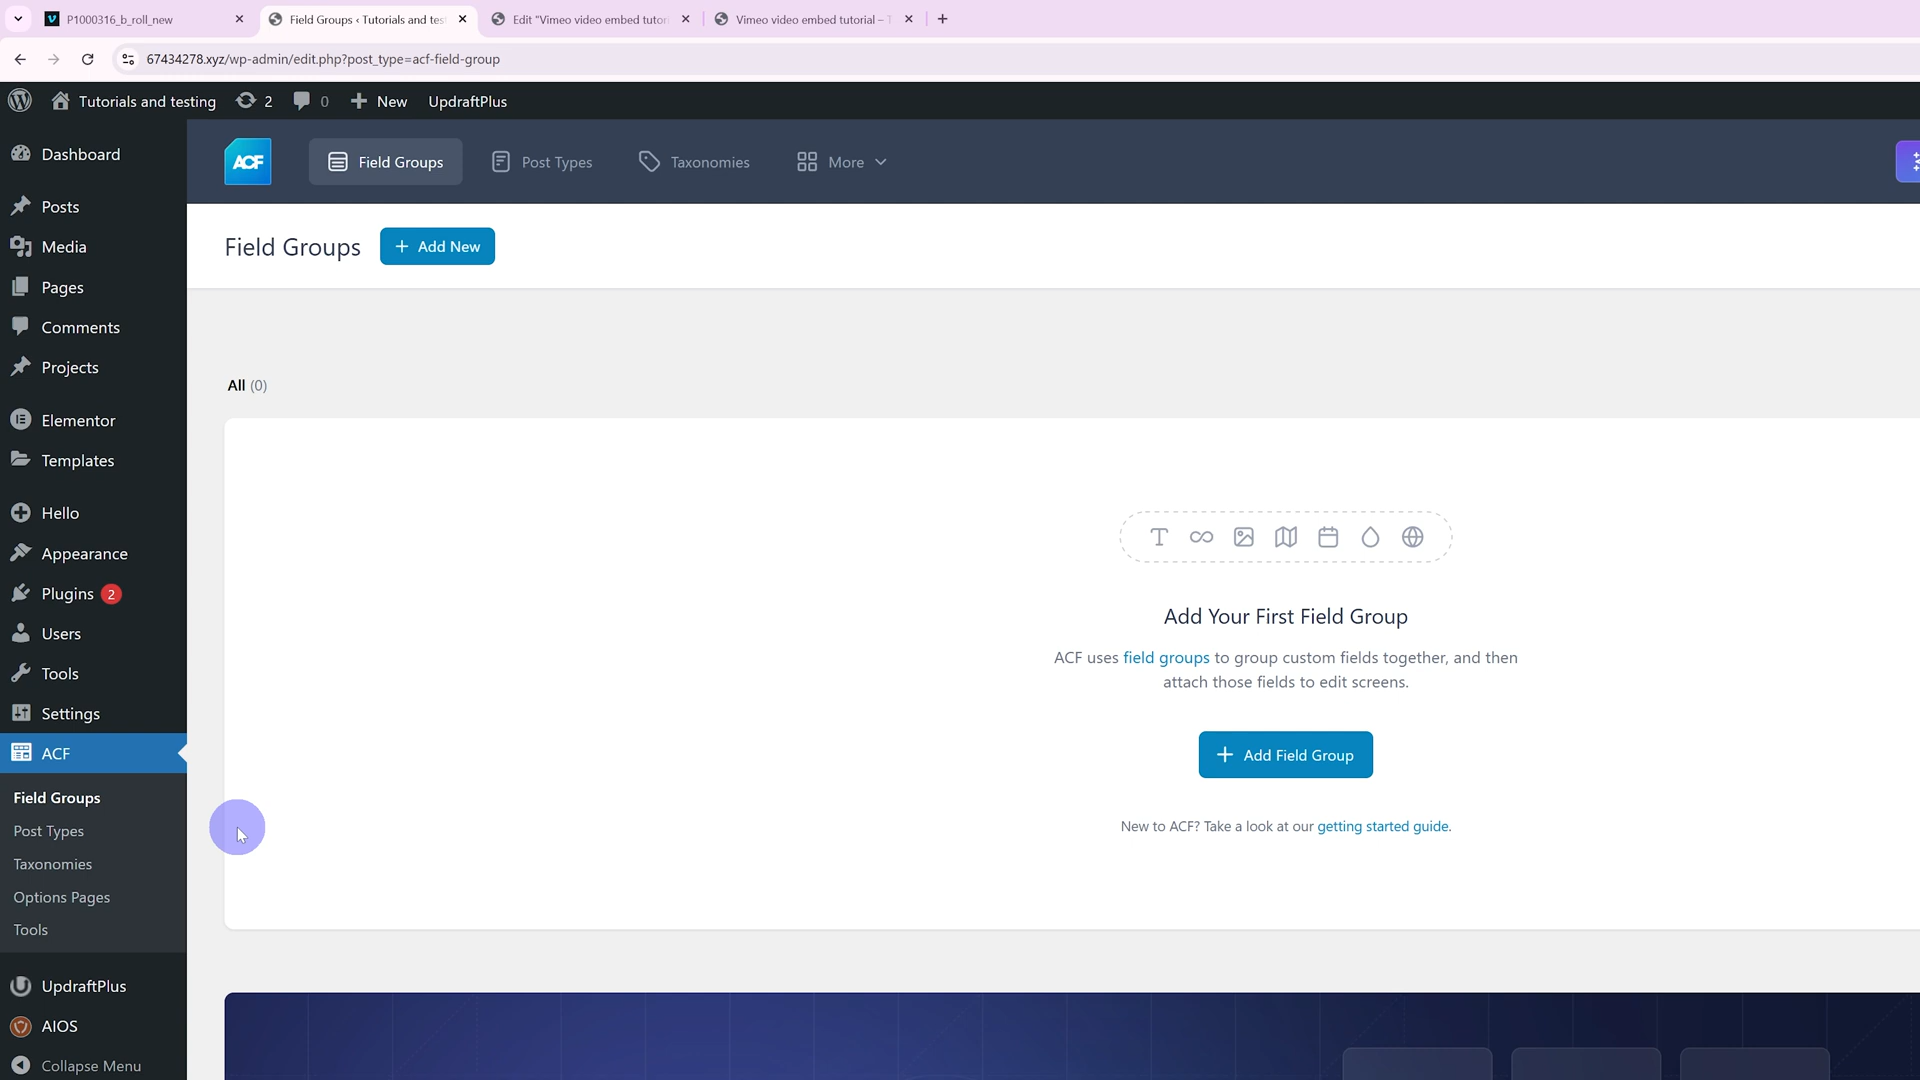 P1000316_b_roll_new
Field Groups ‹ Tutorials and tes
Edit "Vimeo video embed tutor
Vimeo video embed tutorial –
67434278.xyz/wp-admin/edit.php?post_type=acf-field-group
Tutorials and testing
2
0
New
UpdraftPlus
Dashboard
Posts
Media
Pages
Comments
Projects
Elementor
Templates
Hello
Appearance
Plugins 2
Users
Tools
Settings
ACF
Field Groups
Post Types
Taxonomies
Options Pages
Tools
UpdraftPlus
AIOS
Collapse Menu
ACF
Field Groups
Post Types
Taxonomies
More
Field Groups
Add New
All (0)
Add Your First Field Group
ACF uses field groups to group custom fields together, and then
attach those fields to edit screens.
Add Field Group
New to ACF? Take a look at our getting started guide.